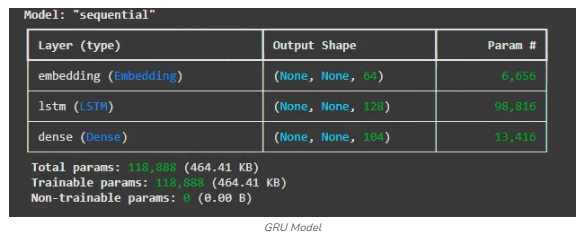 Model: "sequential"
Layer (type) Output Shape Param #
embedding (Embedding) (None, None, 64) 6,656
lstm (LSTM) (None, None, 128) 98,816
dense (Dense) (None, None, 104) 13,416
Total params: 118,888 (464.41 KB)
Trainable params: 118,888 (464.41 KB)
Non-trainable params: 0 (0.00 B)
GRU Model